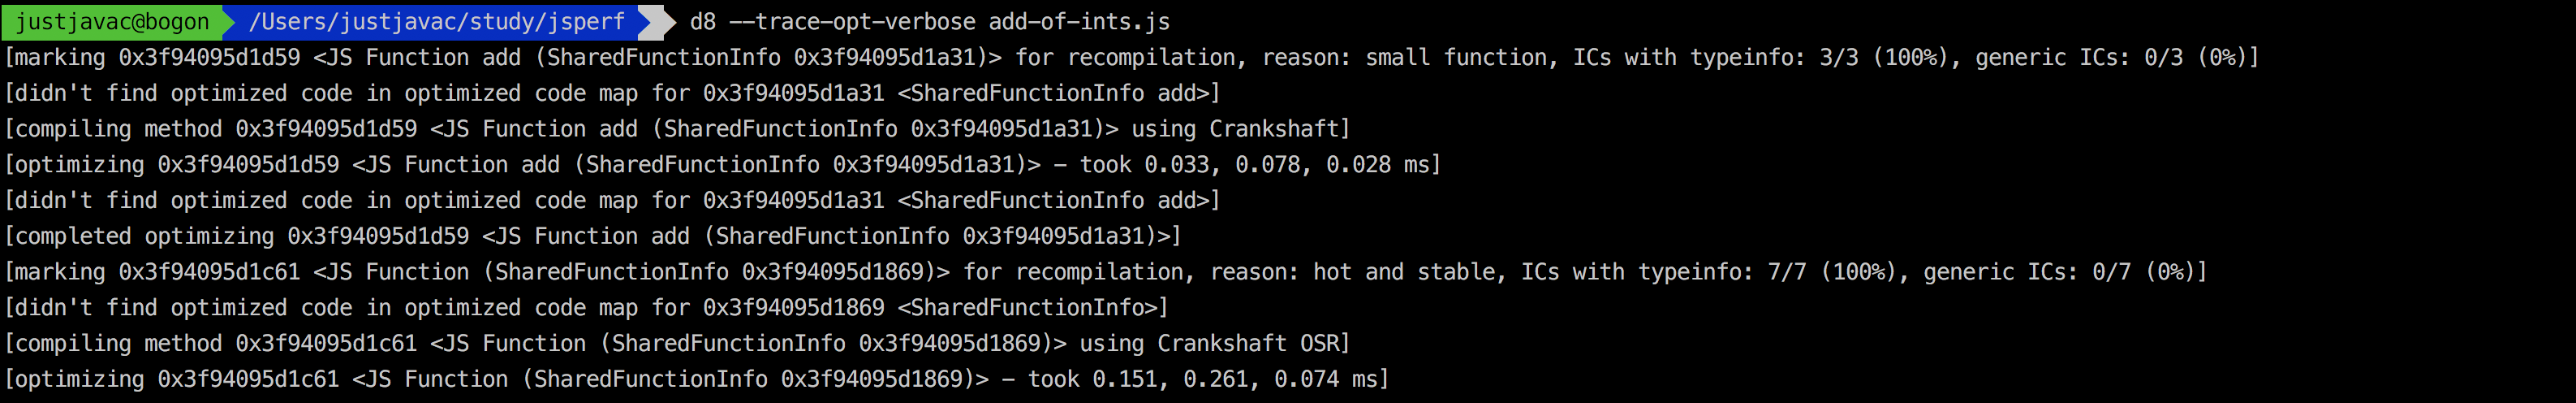 justjavac@bogon /Users/justjavac/study/jsperf d8 --trace-opt-verbose add-of-ints.js
[marking 0x3f94095d1d59 <JS Function add (SharedFunctionInfo 0x3f94095d1a31)> for recompilation, reason: small function, ICs with typeinfo: 3/3 (100%), generic ICs: 0/3 (0%)]
[didn't find optimized code in optimized code map for 0x3f94095d1a31 <SharedFunctionInfo add>]
[compiling method 0x3f94095d1d59 <JS Function add (SharedFunctionInfo 0x3f94095d1a31)> using Crankshaft]
[optimizing 0x3f94095d1d59 <JS Function add (SharedFunctionInfo 0x3f94095d1a31)> - took 0.033, 0.078, 0.028 ms]
[didn't find optimized code in optimized code map for 0x3f94095d1a31 <SharedFunctionInfo add>]
[completed optimizing 0x3f94095d1d59 <JS Function add (SharedFunctionInfo 0x3f94095d1a31)>]
[marking 0x3f94095d1c61 <JS Function (SharedFunctionInfo 0x3f94095d1869)> for recompilation, reason: hot and stable, ICs with typeinfo: 7/7 (100%), generic ICs: 0/7 (0%)]
[didn't find optimized code in optimized code map for 0x3f94095d1869 <SharedFunctionInfo>]
[compiling method 0x3f94095d1c61 <JS Function (SharedFunctionInfo 0x3f94095d1869)> using Crankshaft OSR]
[optimizing 0x3f94095d1c61 <JS Function (SharedFunctionInfo 0x3f94095d1869)> - took 0.151, 0.261, 0.074 ms]